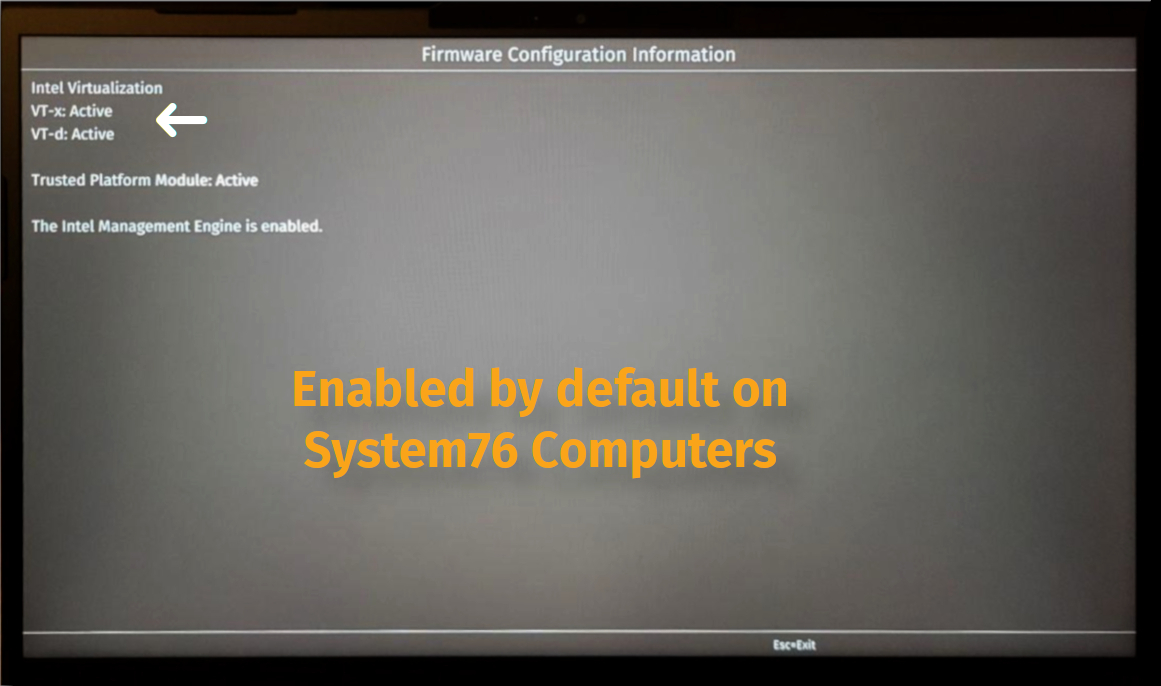 Firmware Configuration Information
Intel Virtualization
VT-x: Active
VT-d: Active
Trusted Platform Module: Active
The Intel Management Engine is enabled.
Enabled by default on
System76 Computers
Esc=Exit